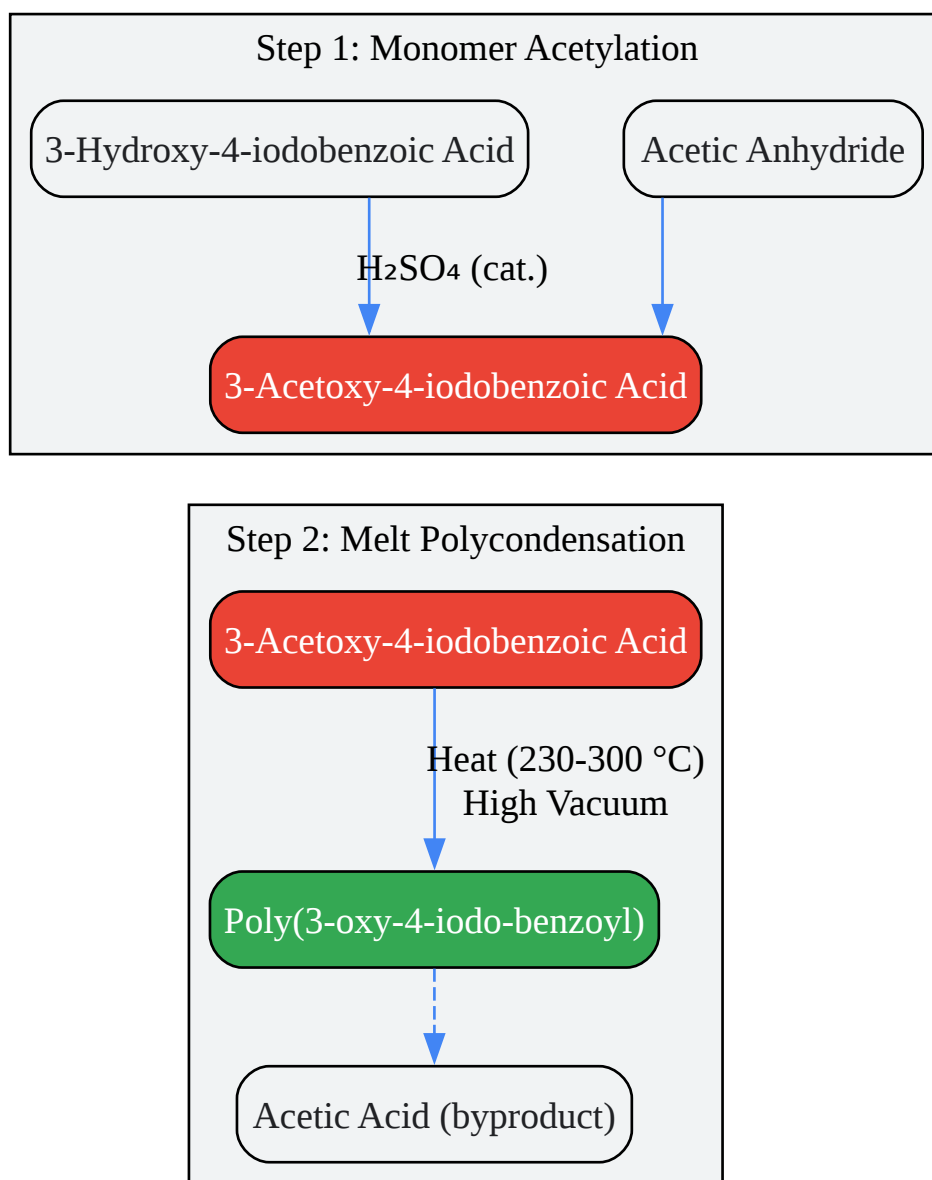 Step 1: Monomer Acetylation
3-Hydroxy-4-iodobenzoic Acid
Acetic Anhydride
H₂SO₄ (cat.)
3-Acetoxy-4-iodobenzoic Acid
Step 2: Melt Polycondensation
3-Acetoxy-4-iodobenzoic Acid
Heat (230-300 °C)
High Vacuum
Poly(3-oxy-4-iodo-benzoyl)
Acetic Acid (byproduct)